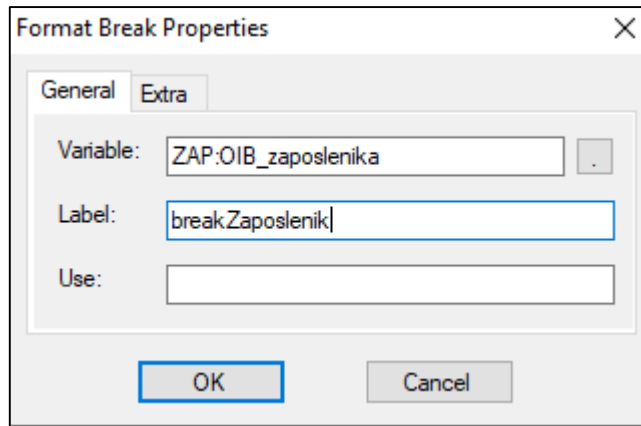 Format Break Properties
General Extra
Variable: ZAP:OIB_zaposlenika .
Label: breakZaposlenik
Use:
OK Cancel